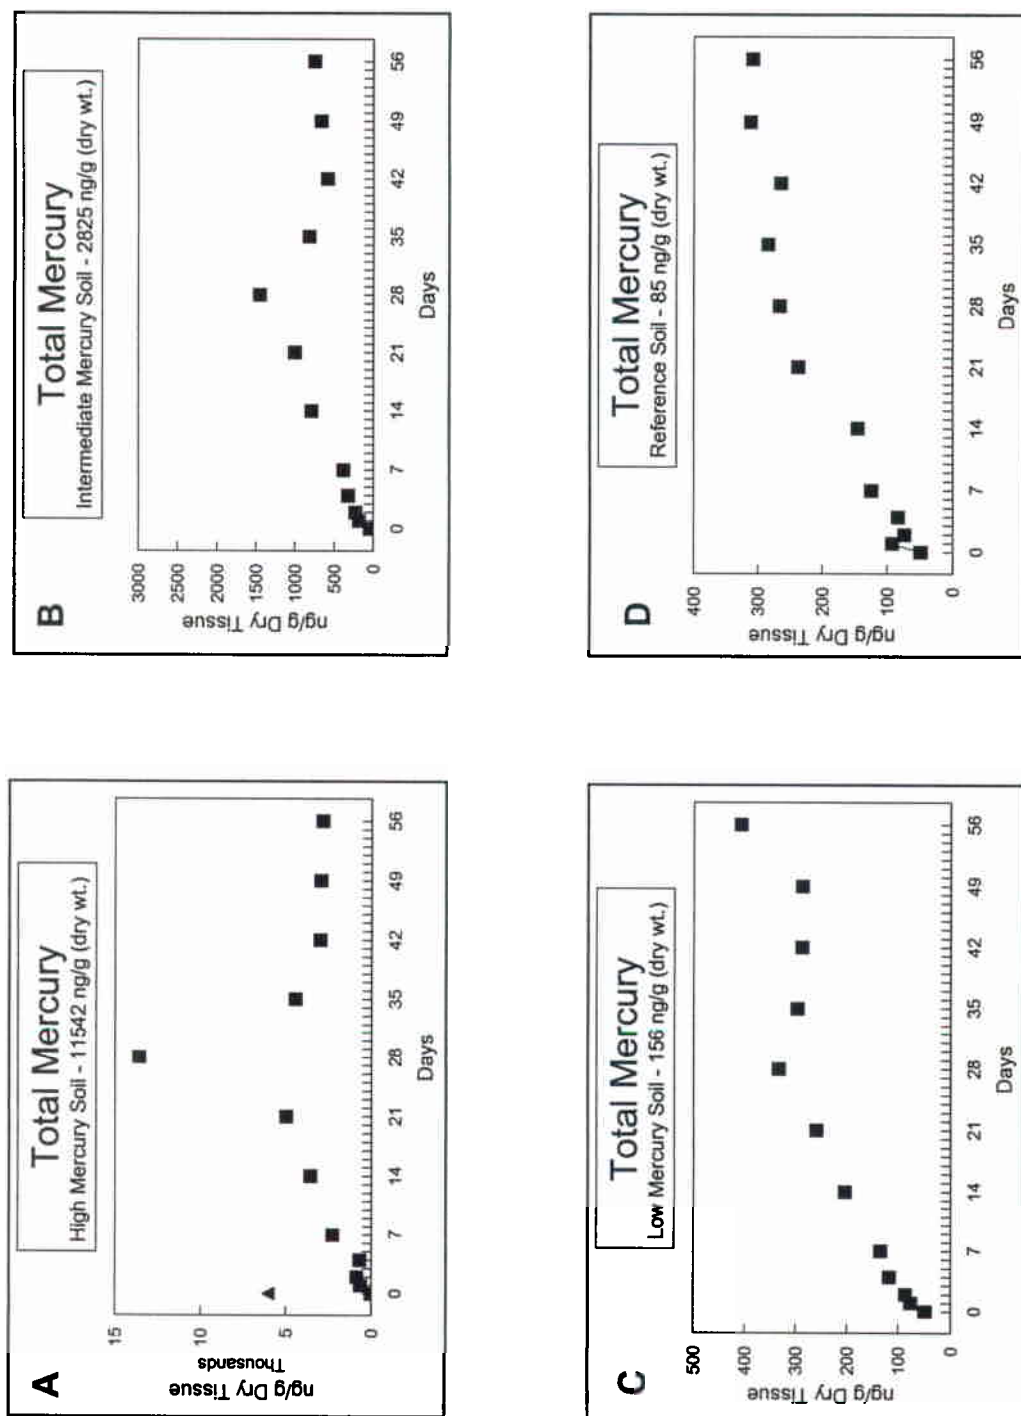 A
Total Mercury
High Mercury Soil - 11542 ng/g (dry wt.)
ng/g Dry Tissue
Thousands
15
10
5
0
0 7 14 21 28 35 42 49 56
Days
B
Total Mercury
Intermediate Mercury Soil - 2825 ng/g (dry wt.)
ng/g Dry Tissue
3000
2500
2000
1500
1000
500
0
0 7 14 21 28 35 42 49 56
Days
C
Total Mercury
Low Mercury Soil - 156 ng/g (dry wt.)
ng/g Dry Tissue
500
400
300
200
100
0
0 7 14 21 28 35 42 49 56
Days
D
Total Mercury
Reference Soil - 85 ng/g (dry wt.)
ng/g Dry Tissue
400
300
200
100
0
0 7 14 21 28 35 42 49 56
Days